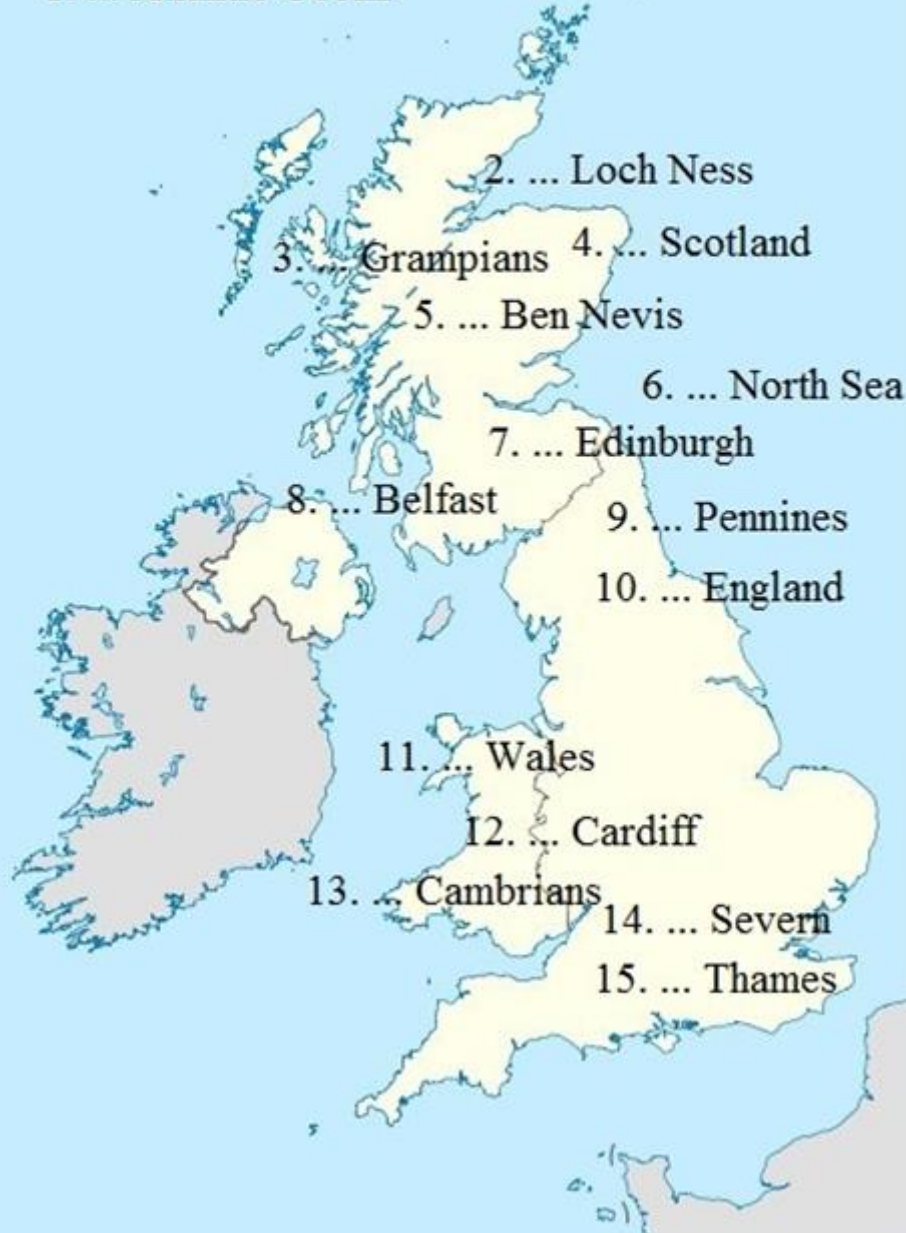 2. ... Loch Ness
3. ... Grampians
4. ... Scotland
5. ... Ben Nevis
6. ... North Sea
7. ... Edinburgh
8. ... Belfast
9. ... Pennines
10. ... England
11. ... Wales
12. ... Cardiff
13. ... Cambrians
14. ... Severn
15. ... Thames